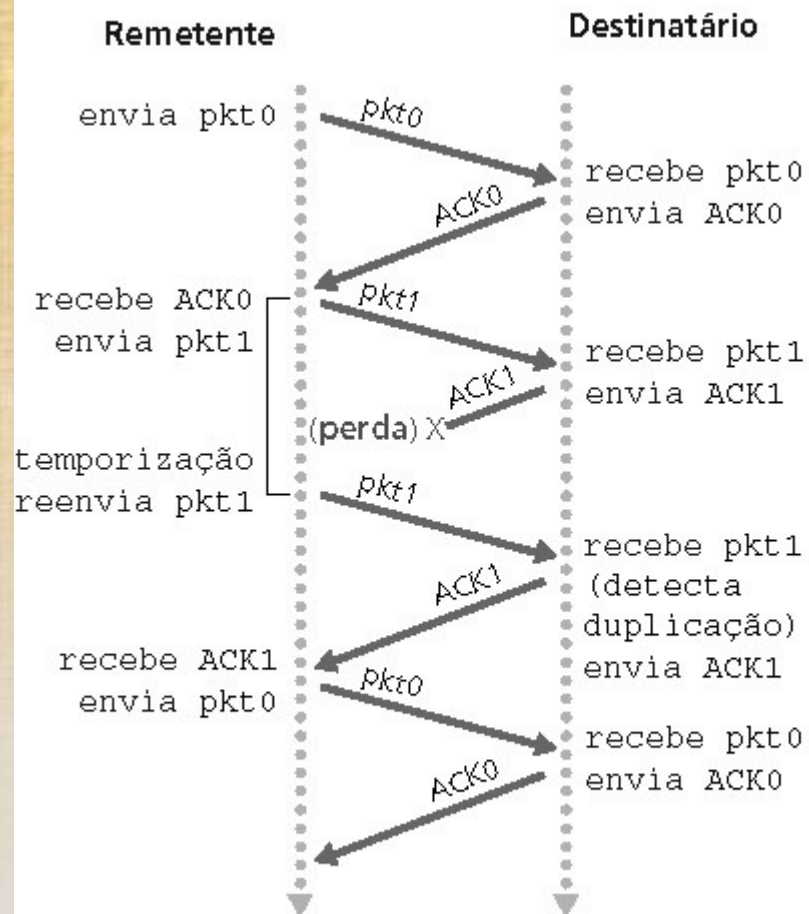 Remetente
Destinatário
envia pkt0
pkt0
recebe pkt0
envia ACK0
ACK0
recebe ACK0
envia pkt1
pkt1
recebe pkt1
envia ACK1
ACK1
(perda) X
temporização
reenvia pkt1
pkt1
recebe pkt1
(detecta
duplicação)
envia ACK1
ACK1
recebe ACK1
envia pkt0
pkt0
recebe pkt0
envia ACK0
ACK0